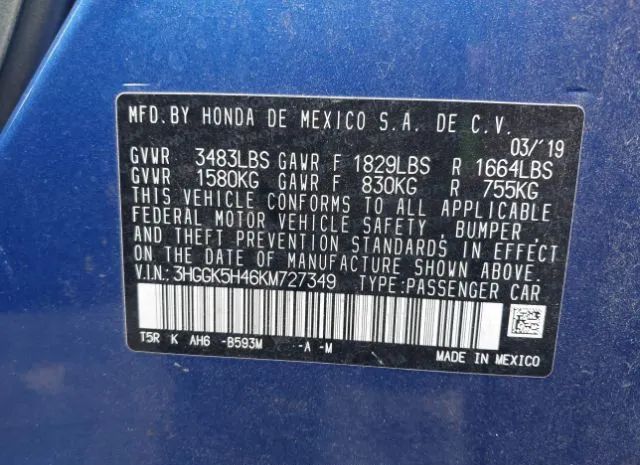 MFD.BY HONDA DE MEXICO S.A. DE C.V.
03/'19
GVWR 3483LBS GAWR F 1829LBS R 1664LBS
GVWR 1580KG GAWR F 830KG R 755KG
THIS VEHICLE CONFORMS TO ALL APPLICABLE
FEDERAL MOTOR VEHICLE SAFETY, BUMPER,
AND THEFT PREVENTION STANDARDS IN EFFECT
ON THE DATE OF MANUFACTURE SHOWN ABOVE.
V.I.N.: 3HGGK5H46KM727349 TYPE:PASSENGER CAR
T5R K AH6 -B593M -A -M
MADE IN MEXICO